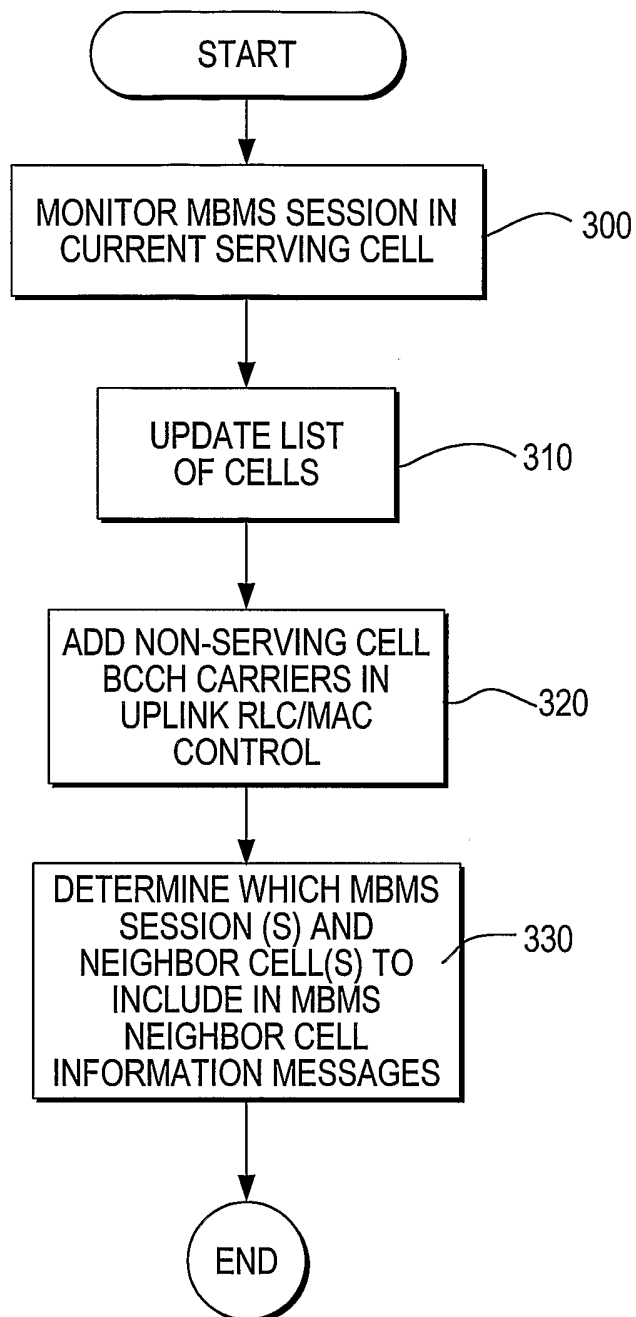 START
MONITOR MBMS SESSION IN
CURRENT SERVING CELL
300
UPDATE LIST
OF CELLS
310
ADD NON-SERVING CELL
BCCH CARRIERS IN
UPLINK RLC/MAC
CONTROL
320
DETERMINE WHICH MBMS
SESSION (S) AND
NEIGHBOR CELL(S) TO
INCLUDE IN MBMS
NEIGHBOR CELL
INFORMATION MESSAGES
330
END